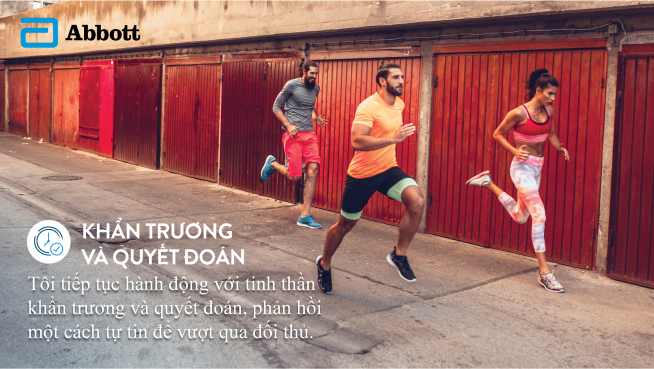 Abbott
KHẨN TRƯƠNG
VÀ QUYẾT ĐOÁN
Tôi tiếp tục hành động với tinh thần
khẩn trương và quyết đoán, phản hồi
một cách tự tin để vượt qua đối thủ.